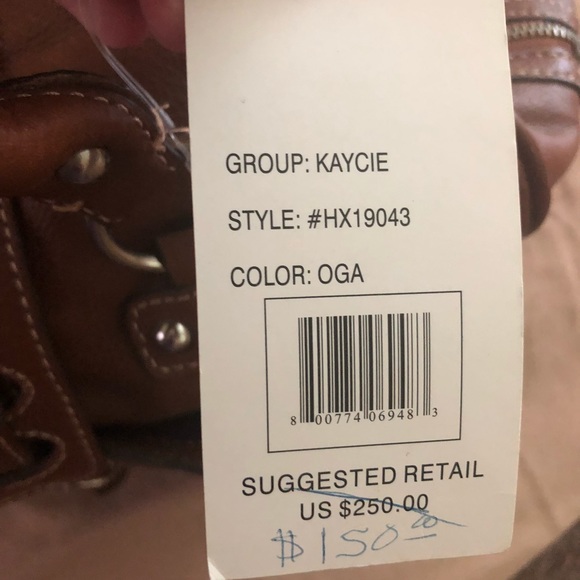 GROUP: KAYCIE
STYLE: #HX19043
COLOR: OGA
8 00774 06948 3
SUGGESTED RETAIL
US $250.00
$150.00